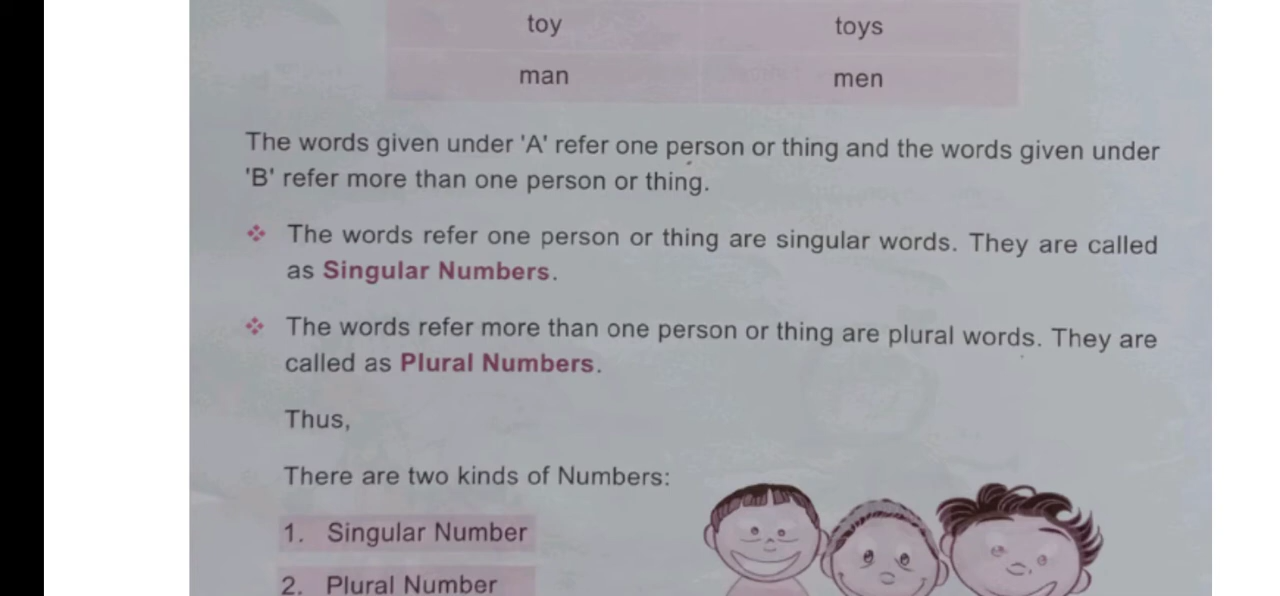 toy toys
man men
The words given under 'A' refer one person or thing and the words given under
'B' refer more than one person or thing.
The words refer one person or thing are singular words. They are called
as Singular Numbers.
The words refer more than one person or thing are plural words. They are
called as Plural Numbers.
Thus,
There are two kinds of Numbers:
1. Singular Number
2. Plural Number